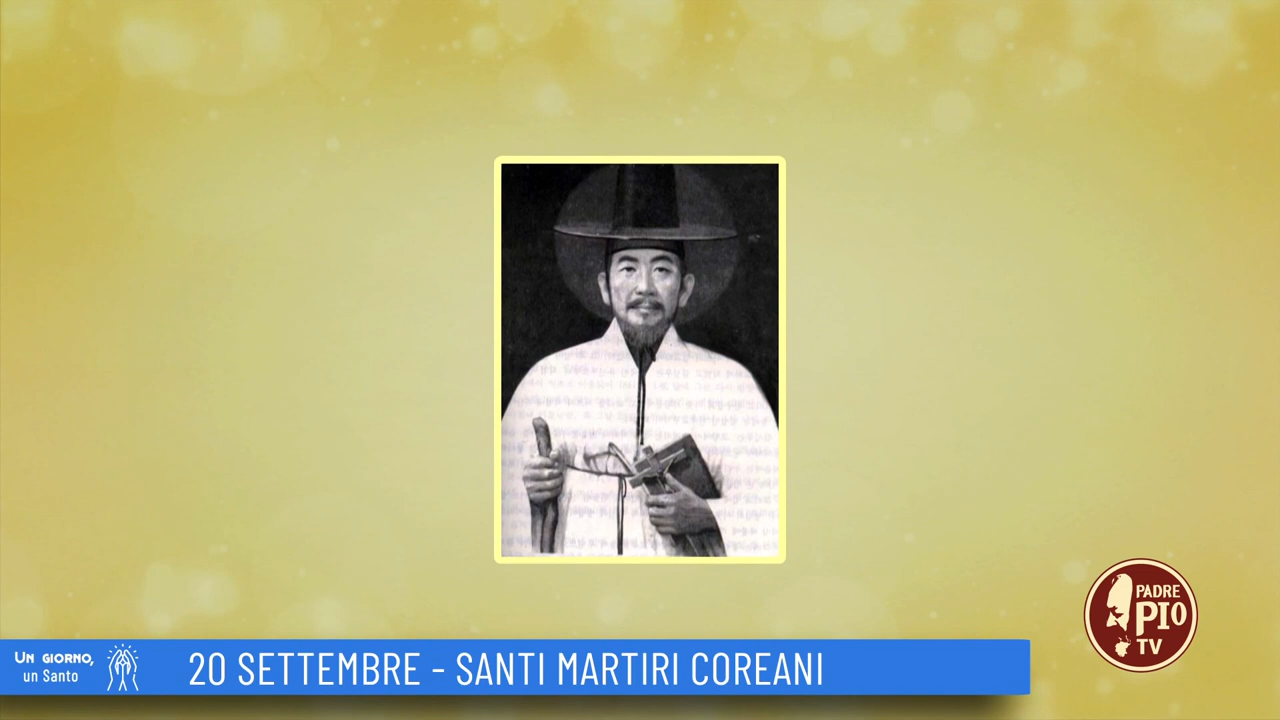 Un giorno,
un Santo
20 SETTEMBRE - SANTI MARTIRI COREANI
PADRE
PIO
TV